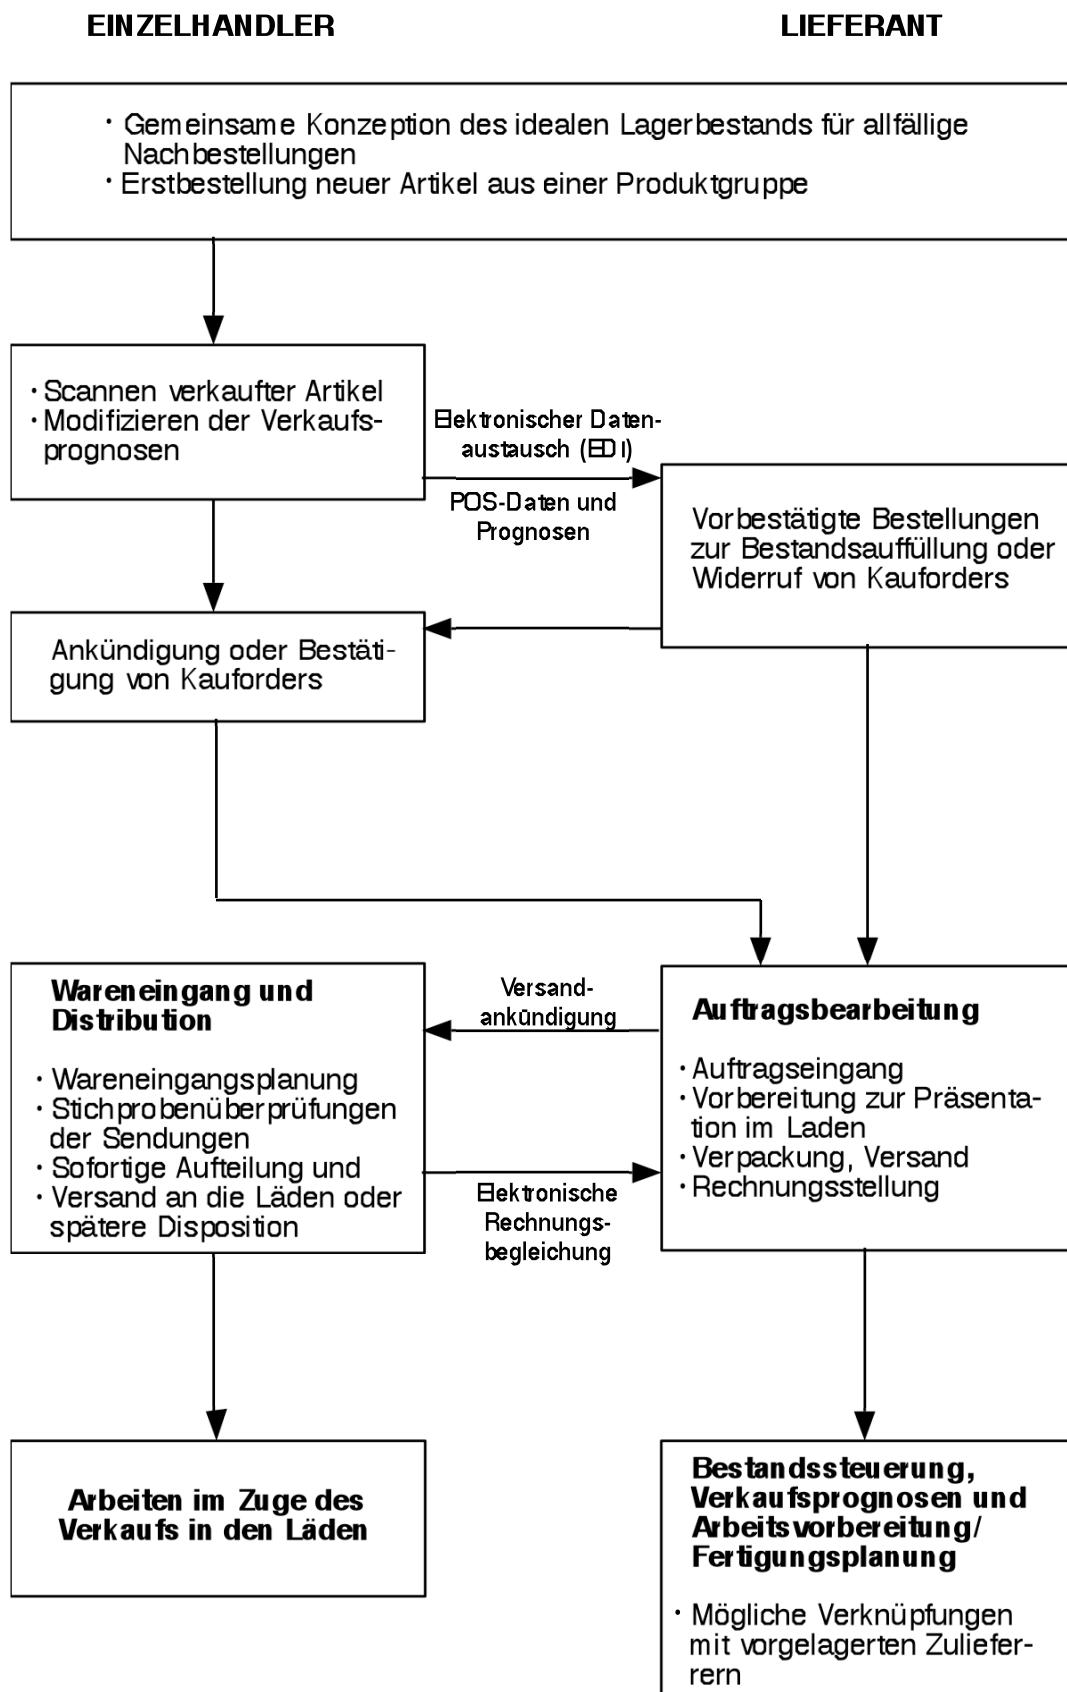 EINZELHANDLER
LIEFERANT
· Gemeinsame Konzeption des idealen Lagerbestands für allfällige
Nachbestellungen
· Erstbestellung neuer Artikel aus einer Produktgruppe
· Scannen verkaufter Artikel
· Modifizieren der Verkaufs-
prognosen
Elektronischer Daten-
austausch (EDI)
POS-Daten und
Prognosen
Vorbestätigte Bestellungen
zur Bestandsauffüllung oder
Widerruf von Kauforders
Ankündigung oder Bestäti-
gung von Kauforders
Wareneingang und
Distribution
· Wareneingangsplanung
· Stichprobenüberprüfungen
der Sendungen
· Sofortige Aufteilung und
· Versand an die Läden oder
spätere Disposition
Versand-
ankündigung
Elektronische
Rechnungs-
begleichung
Auftragsbearbeitung
· Auftragseingang
· Vorbereitung zur Präsenta-
tion im Laden
· Verpackung, Versand
· Rechnungsstellung
Arbeiten im Zuge des
Verkaufs in den Läden
Bestandssteuerung,
Verkaufsprognosen und
Arbeitsvorbereitung/
Fertigungsplanung
· Mögliche Verknüpfungen
mit vorgelagerten Zuliefer-
rern